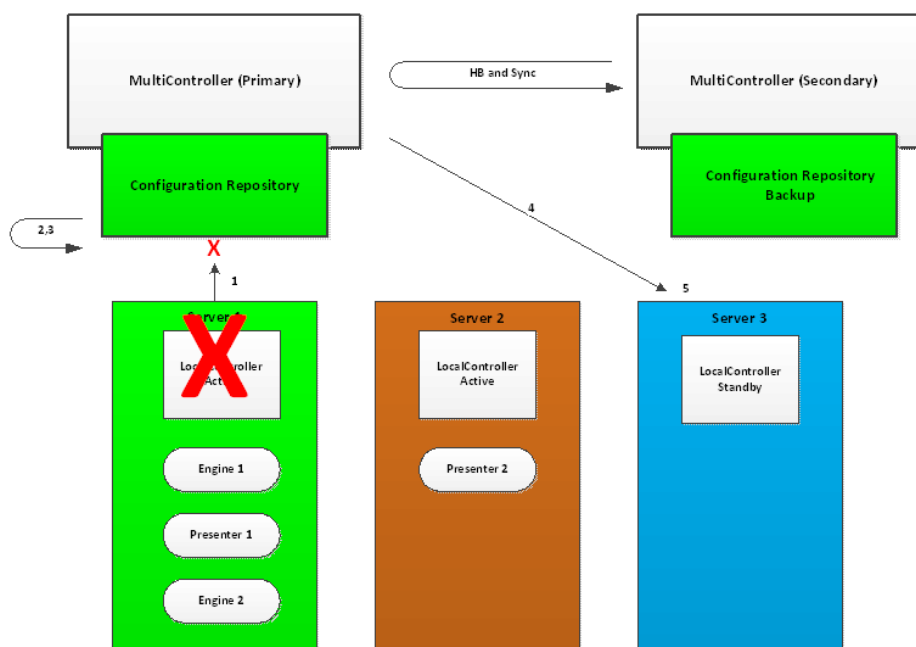 MultiController (Primary)
HB and Sync
MultiController (Secondary)
Configuration Repository
Configuration Repository
Backup
2,3
X
4
1
5
Server
Server 2
Server 3
LocalController
Active
LocalController
Standby
Engine 1
Presenter 2
Presenter 1
Engine 2